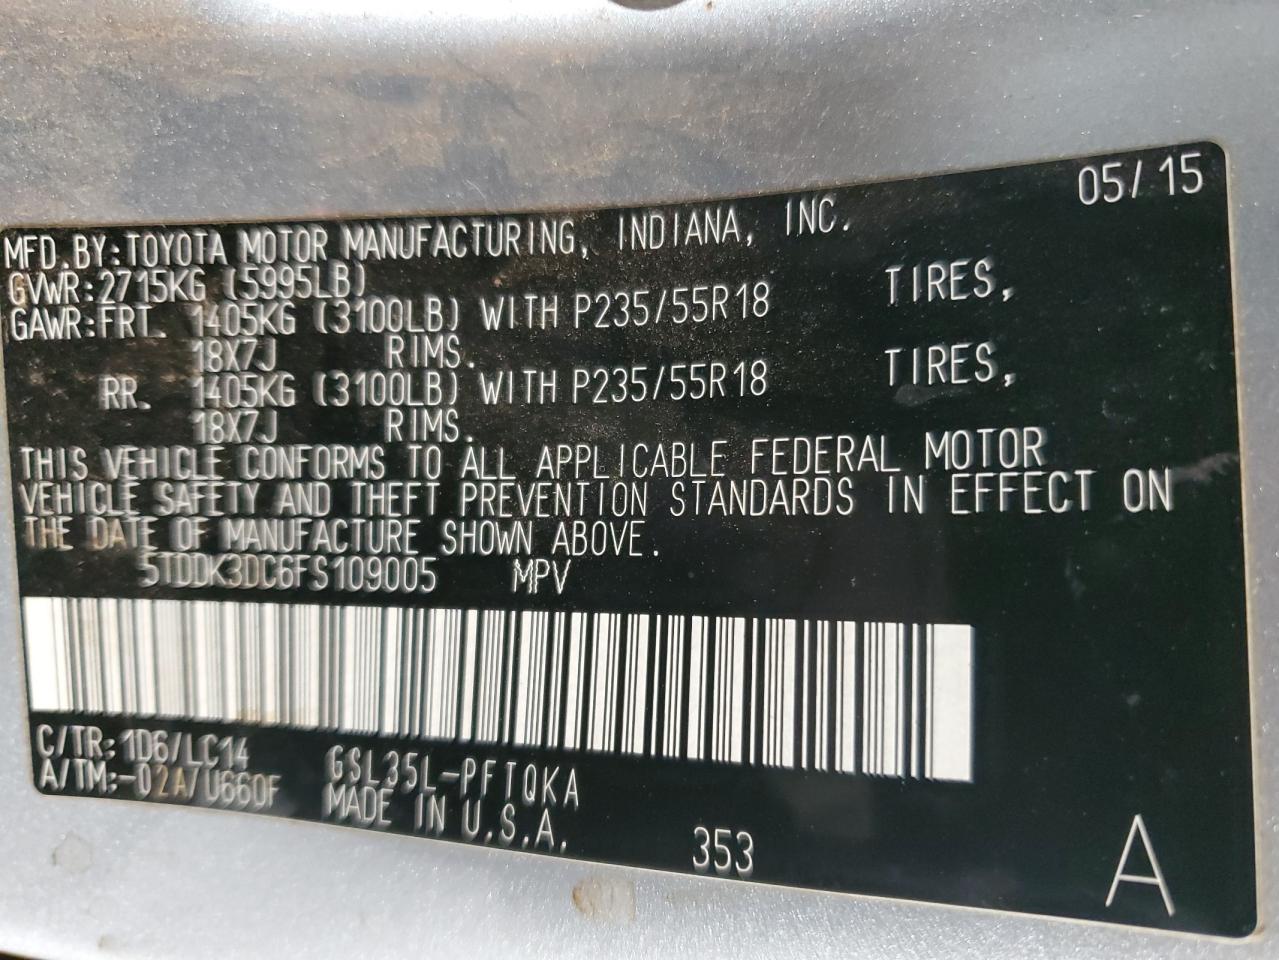 05/15
MFD.BY:TOYOTA MOTOR MANUFACTURING, INDIANA, INC.
GVWR:2715KG (5995LB)
GAWR:FRT. 1405KG (3100LB) WITH P235/55R18 TIRES,
18X7J RIMS.
RR. 1405KG (3100LB) WITH P235/55R18 TIRES,
18X7J RIMS.
THIS VEHICLE CONFORMS TO ALL APPLICABLE FEDERAL MOTOR
VEHICLE SAFETY AND THEFT PREVENTION STANDARDS IN EFFECT ON
THE DATE OF MANUFACTURE SHOWN ABOVE.
5TDDK3DC6FS109005 MPV
C/TR:1D6/LC14 GSL35L-PFTQKA
A/TM:-02A/U660F MADE IN U.S.A.
353
A